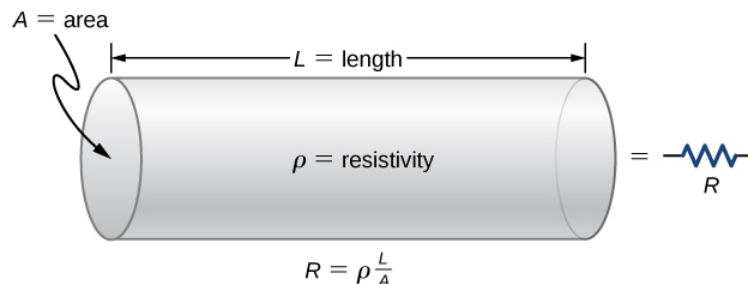 A = area
L = length
ρ = resistivity
=
R
R = ρ L/A